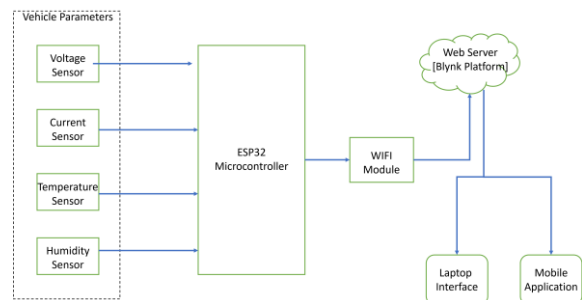 Vehicle Parameters
Voltage
Sensor
Current
Sensor
Temperature
Sensor
Humidity
Sensor
ESP32
Microcontroller
WIFI
Module
Web Server
[Blynk Platform]
Laptop
Interface
Mobile
Application